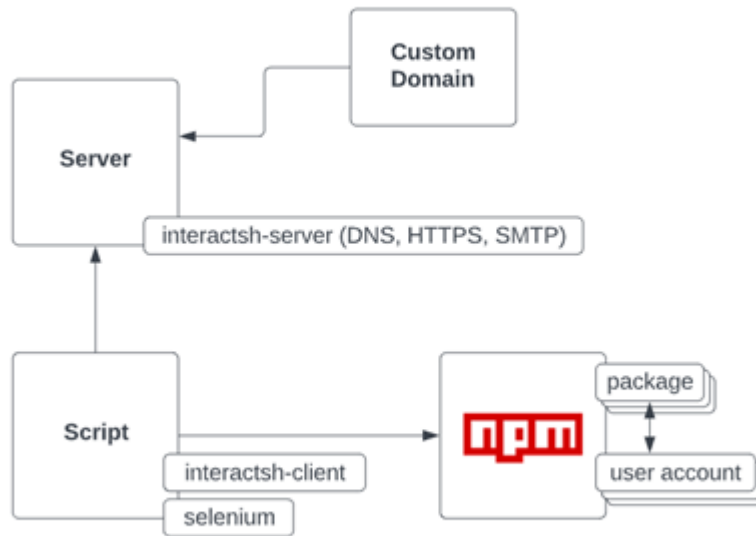 Custom
Domain
Server
interactsh-server (DNS, HTTPS, SMTP)
Script
interactsh-client
selenium
npm
package
user account